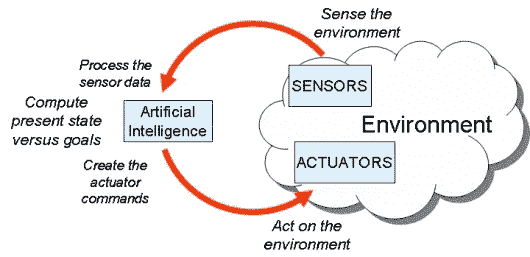 Sense the
environment
Process the
sensor data
SENSORS
Compute
present state
versus goals
Artificial
Intelligence
Environment
ACTUATORS
Create the
actuator
commands
Act on the
environment